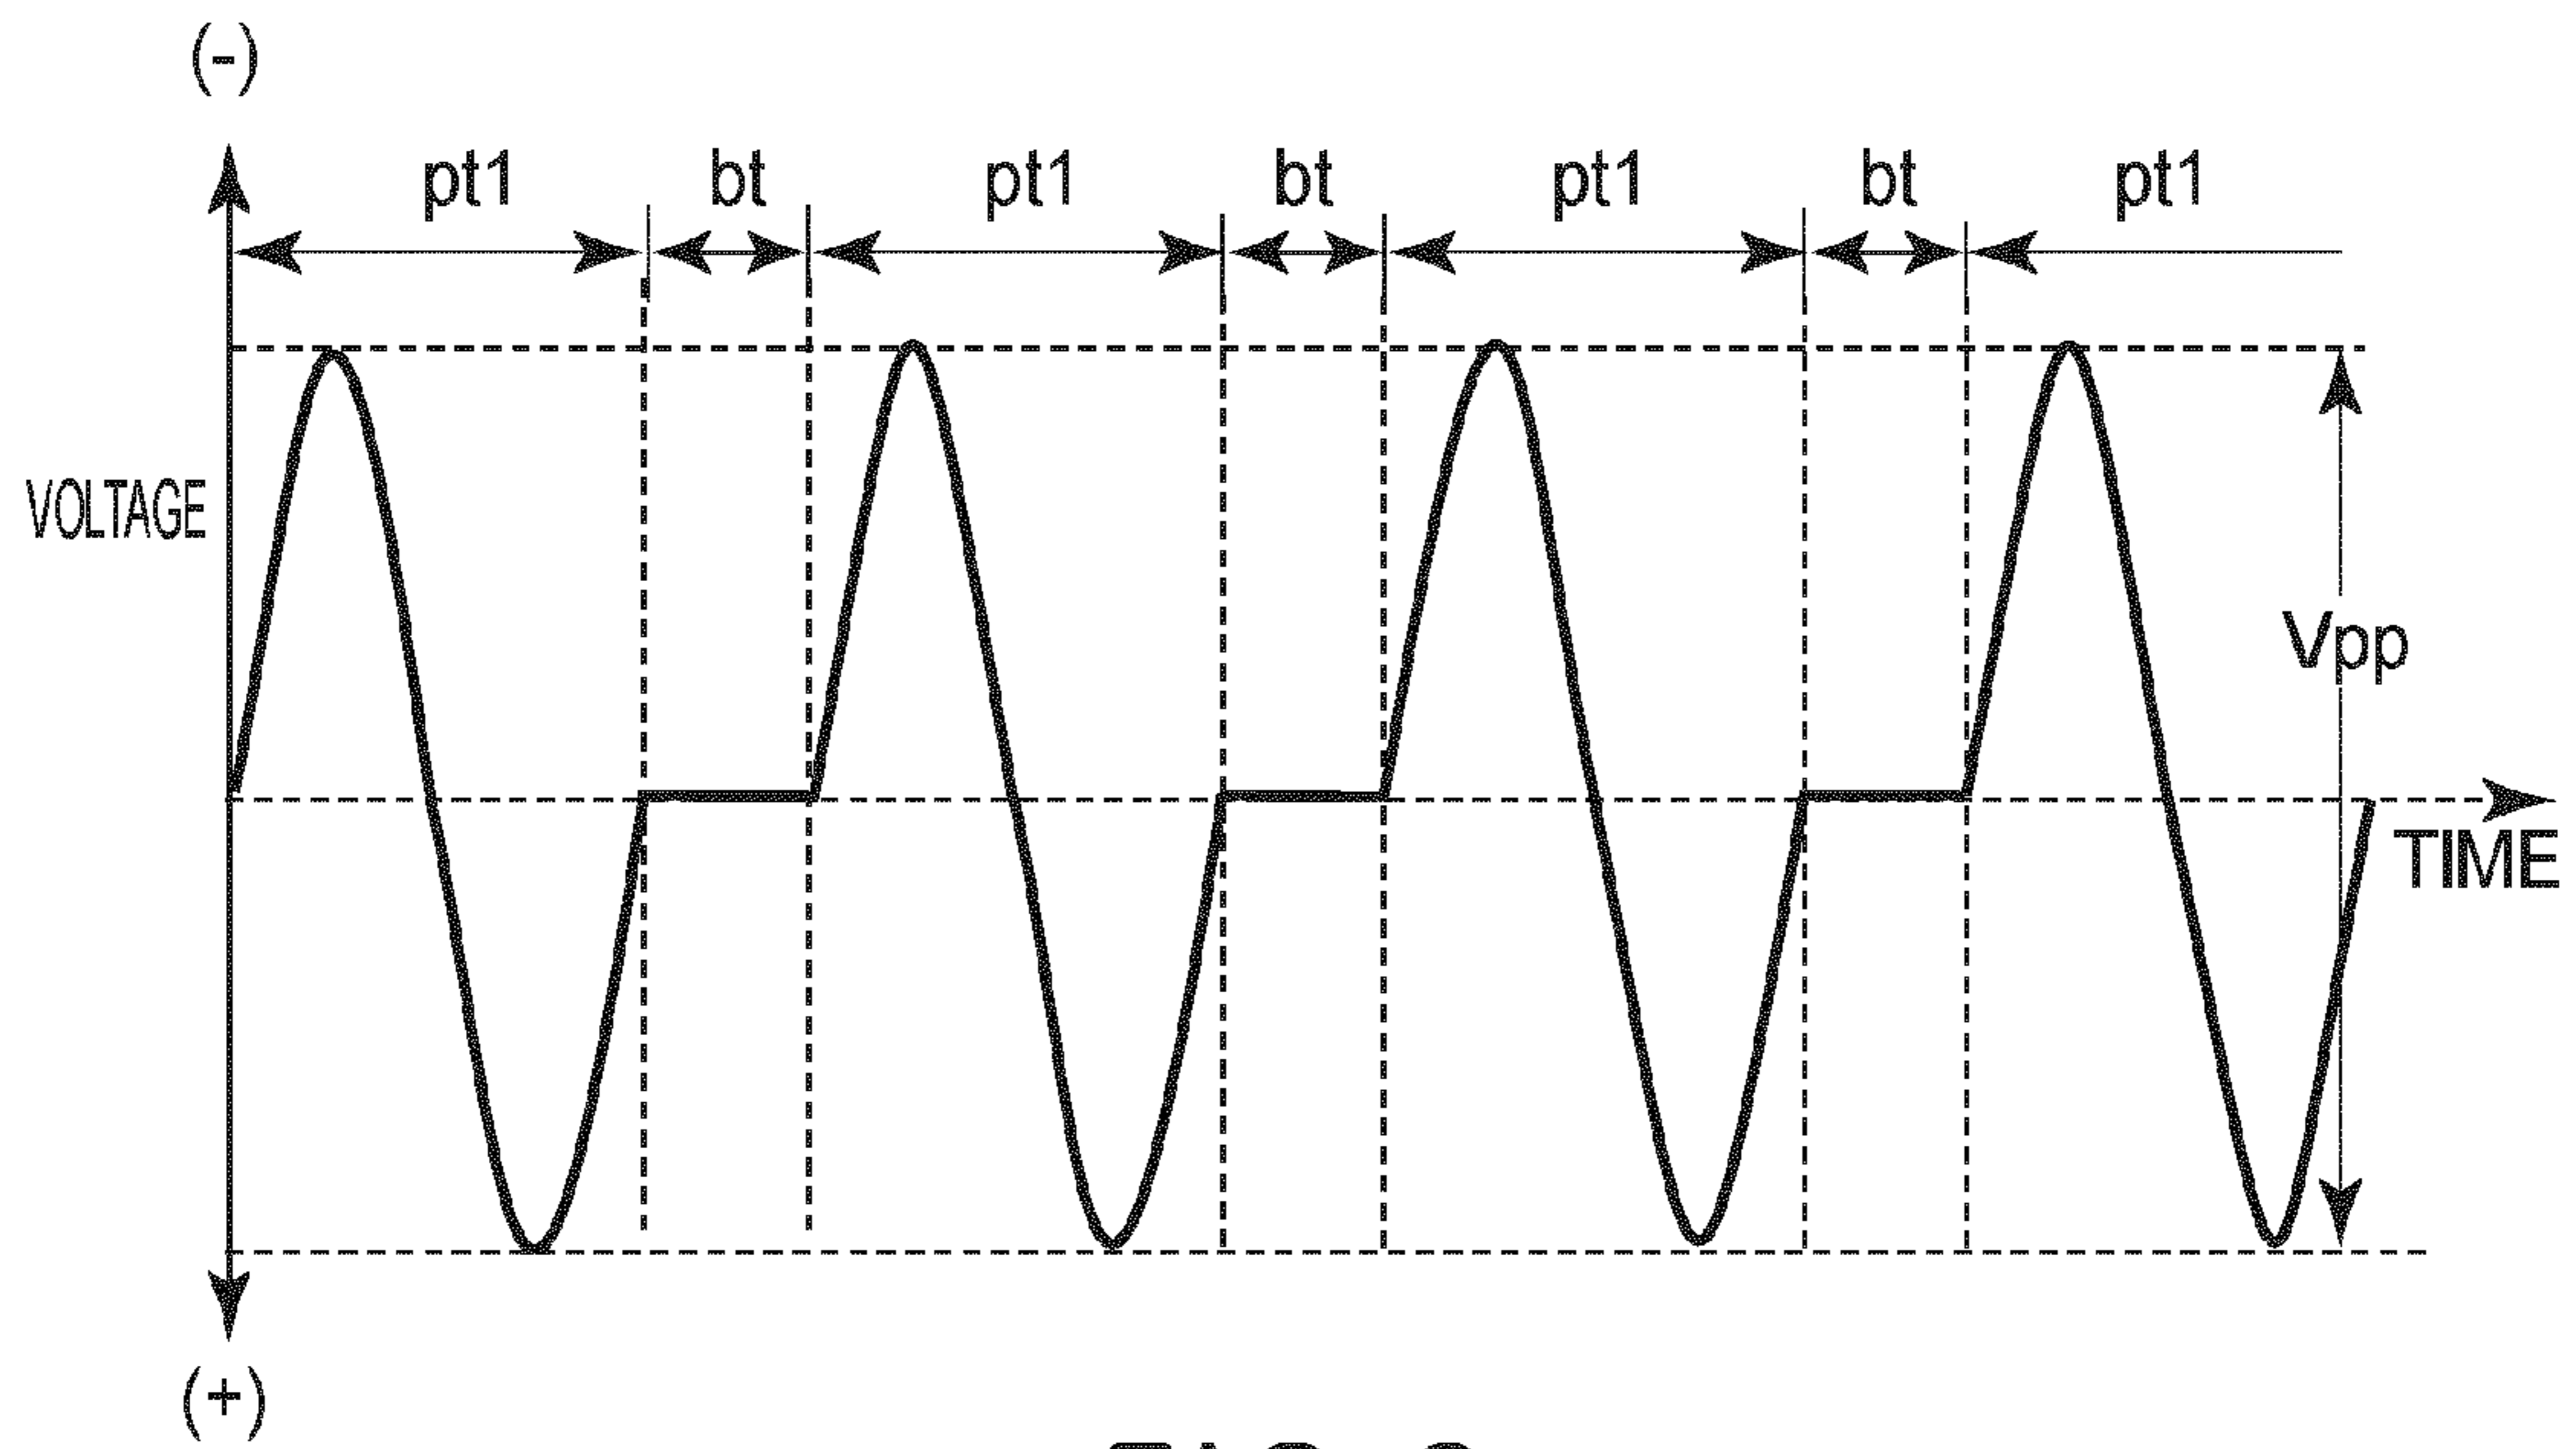 (-)
pt1 bt pt1 bt pt1 bt pt1
VOLTAGE
Vpp
TIME
(+)